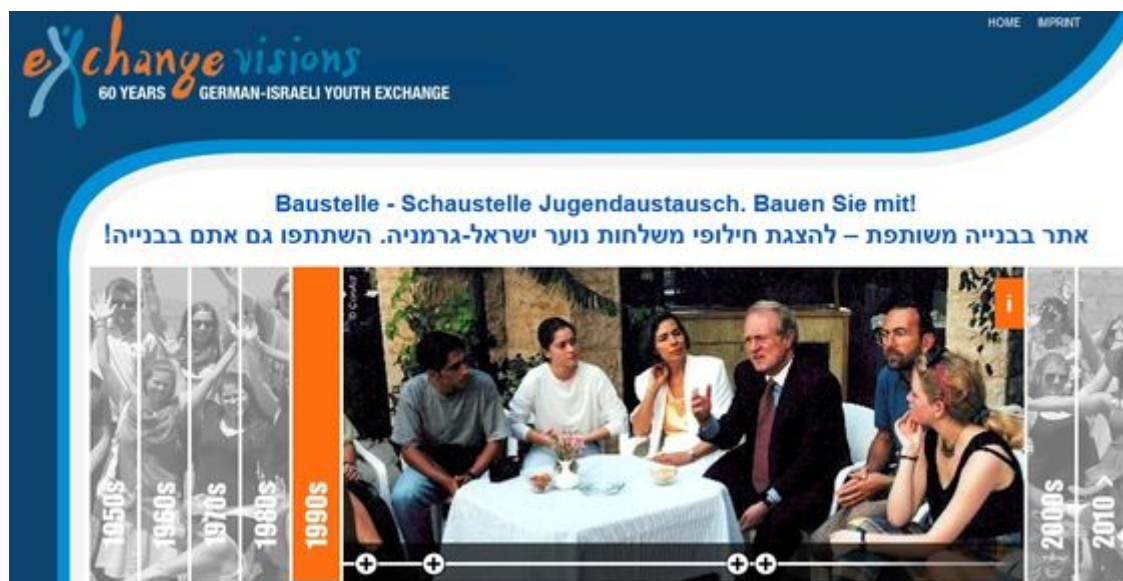 HOME IMPRINT
eXchange visions
60 YEARS GERMAN-ISRAELI YOUTH EXCHANGE
Baustelle - Schaustelle Jugendaustausch. Bauen Sie mit!
אתר בבנייה משותפת – להצגת חילופי משלחות נוער ישראל-גרמניה. השתתפו גם אתם בבנייה!
© ConAct
i
1950s
1960s
1970s
1980s
1990s
2000s
2010 >